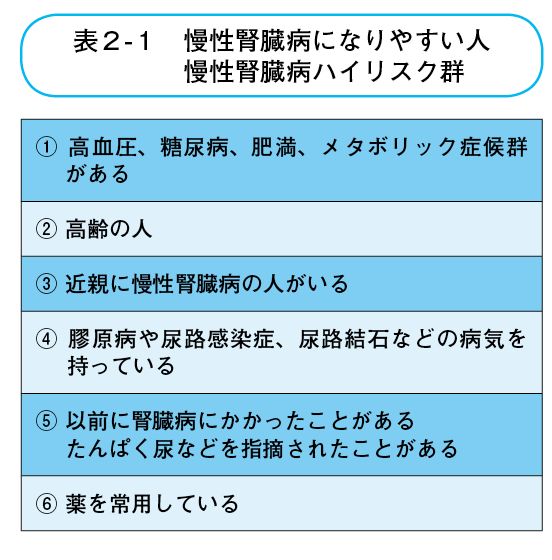 表2-1　慢性腎臓病になりやすい人
慢性腎臓病ハイリスク群
① 高血圧、糖尿病、肥満、メタボリック症候群
がある
② 高齢の人
③ 近親に慢性腎臓病の人がいる
④ 膠原病や尿路感染症、尿路結石などの病気を
持っている
⑤ 以前に腎臓病にかかったことがある
たんぱく尿などを指摘されたことがある
⑥ 薬を常用している